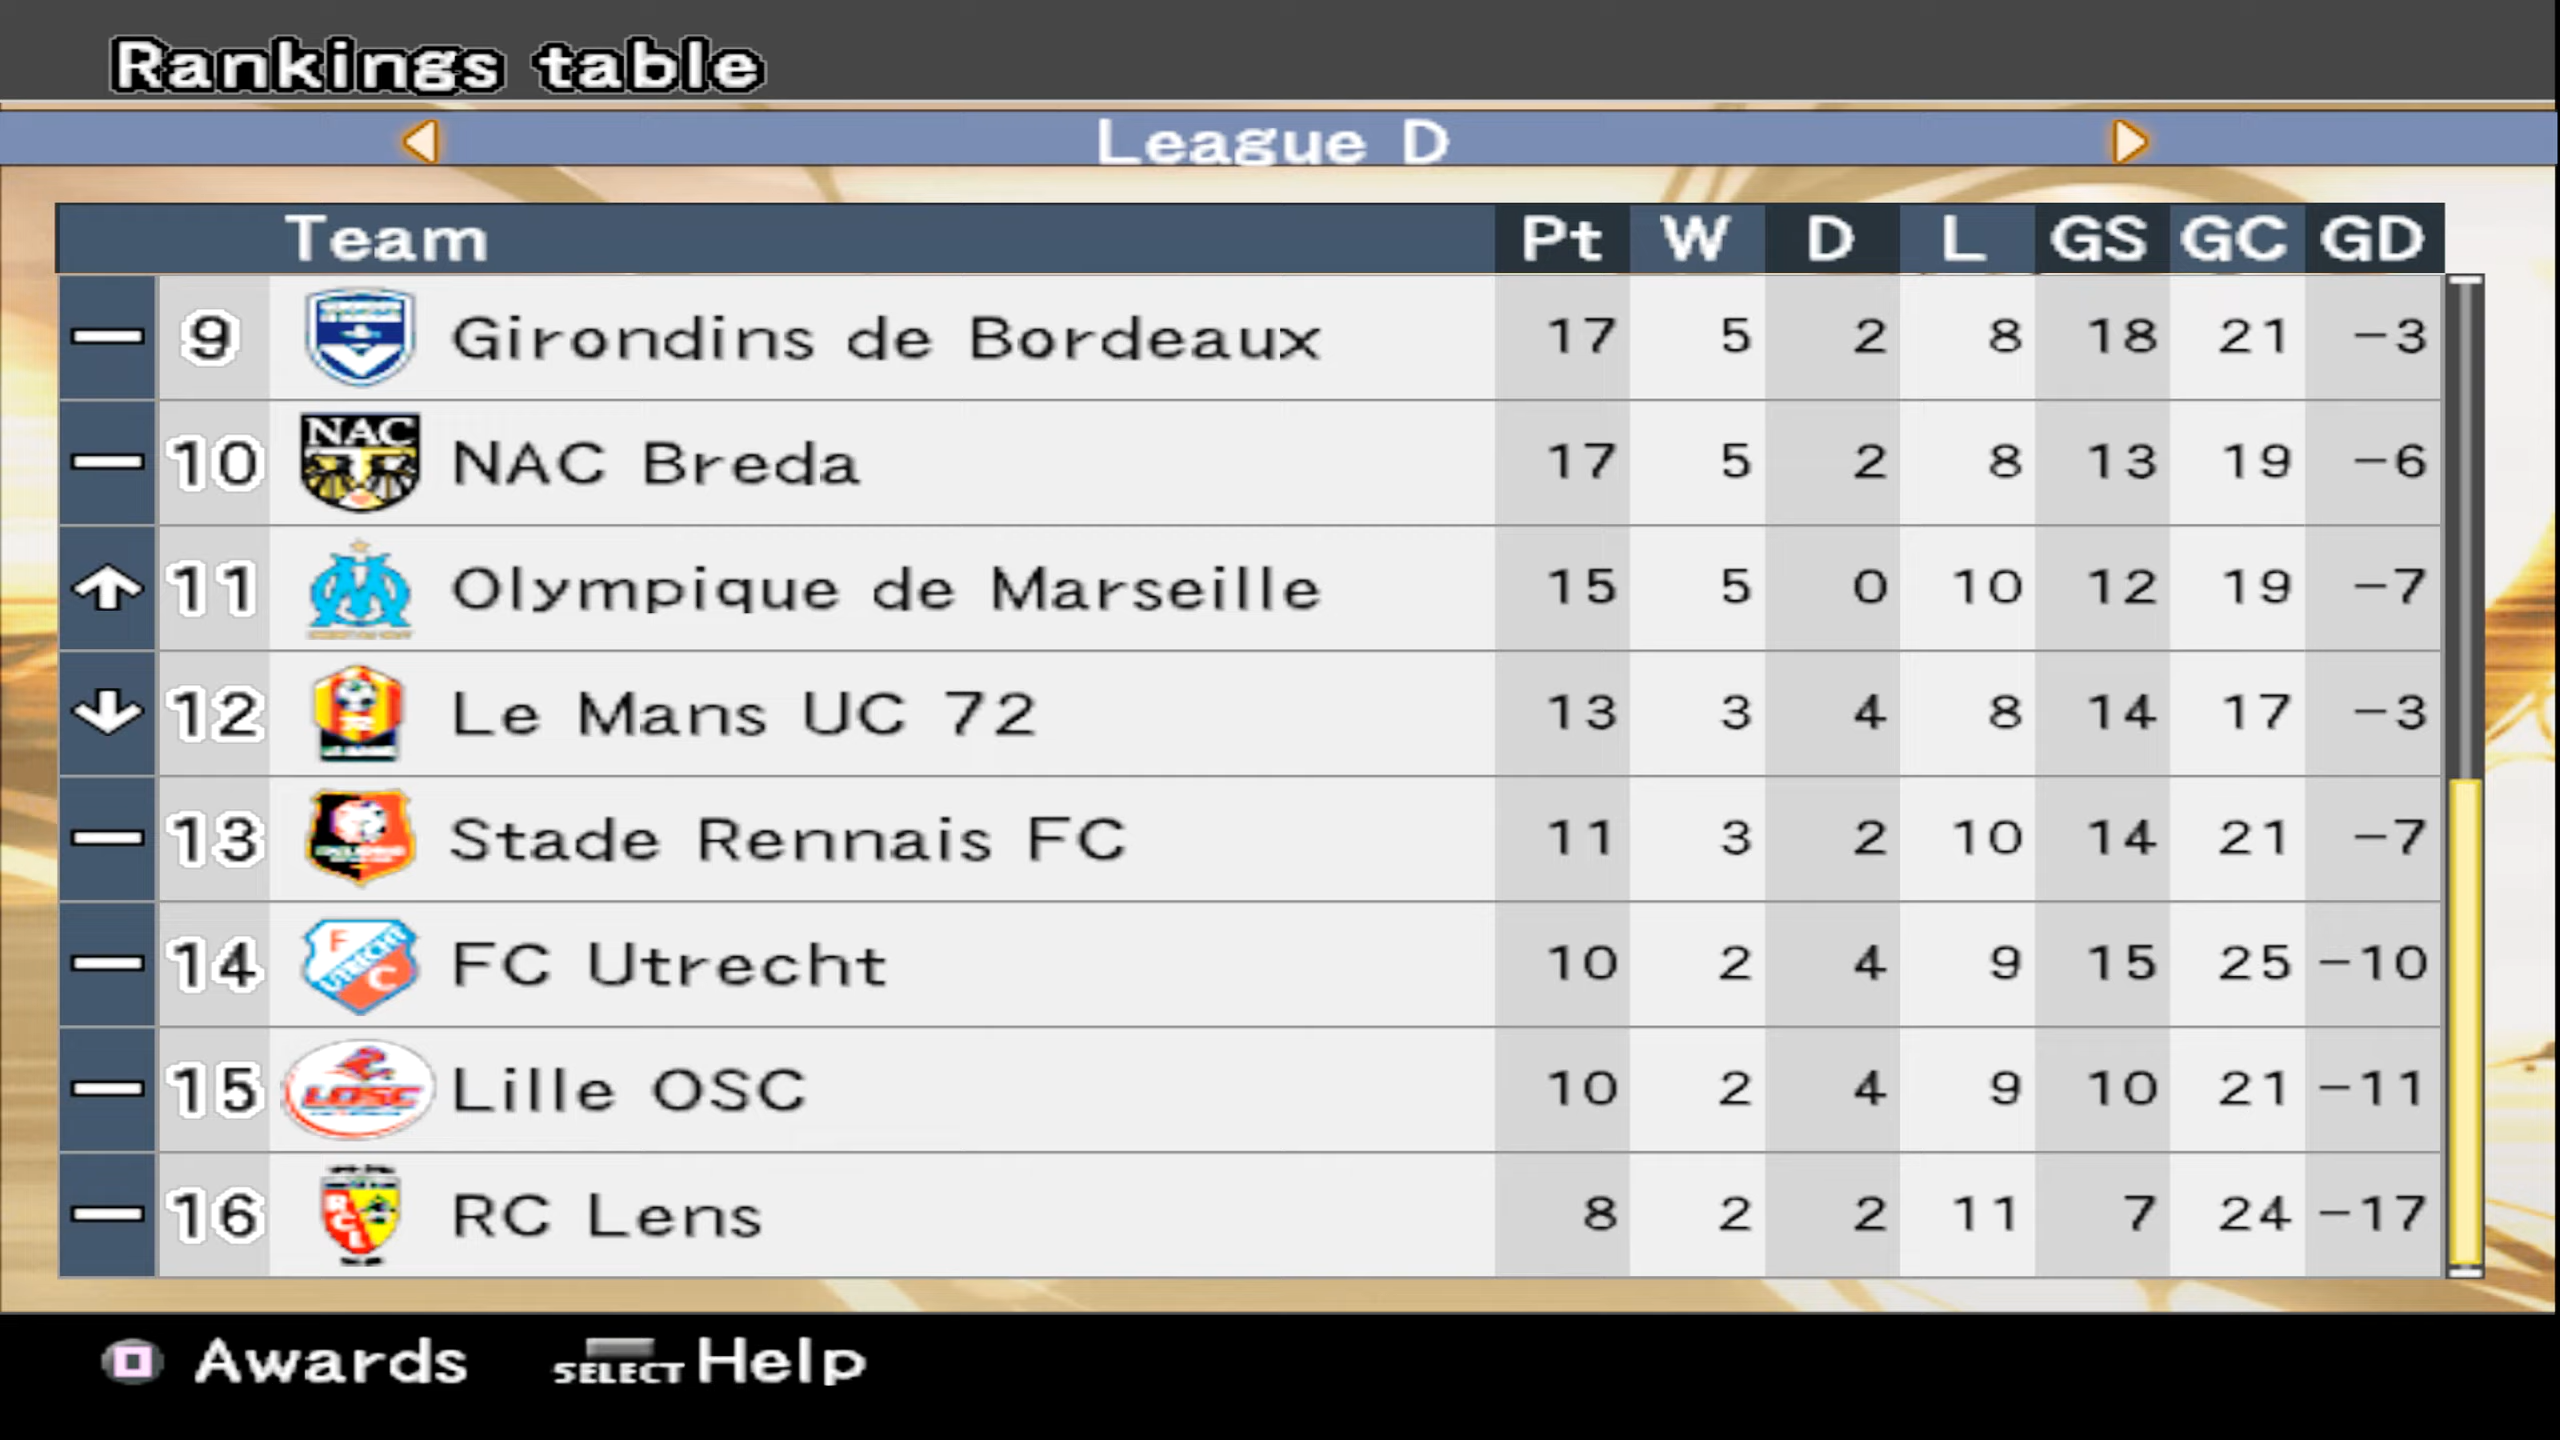 Rankings table
League D
Team Pt W D L GS GC GD
9 Girondins de Bordeaux 17 5 2 8 18 21 -3
10 NAC NAC Breda 17 5 2 8 13 19 -6
11 Olympique de Marseille 15 5 0 10 12 19 -7
12 Le Mans UC 72 13 3 4 8 14 17 -3
13 Stade Rennais FC 11 3 2 10 14 21 -7
14 F UTRECHT C FC Utrecht 10 2 4 9 15 25 -10
15 LOSC Lille OSC 10 2 4 9 10 21 -11
16 RCL RC Lens 8 2 2 11 7 24 -17
Awards SELECT Help